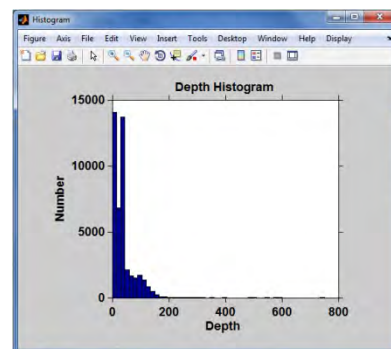 Histogram
Figure Axis File Edit View Insert Tools Desktop Window Help Display
Depth Histogram
15000
10000
5000
0
Number
0 200 400 600 800
Depth